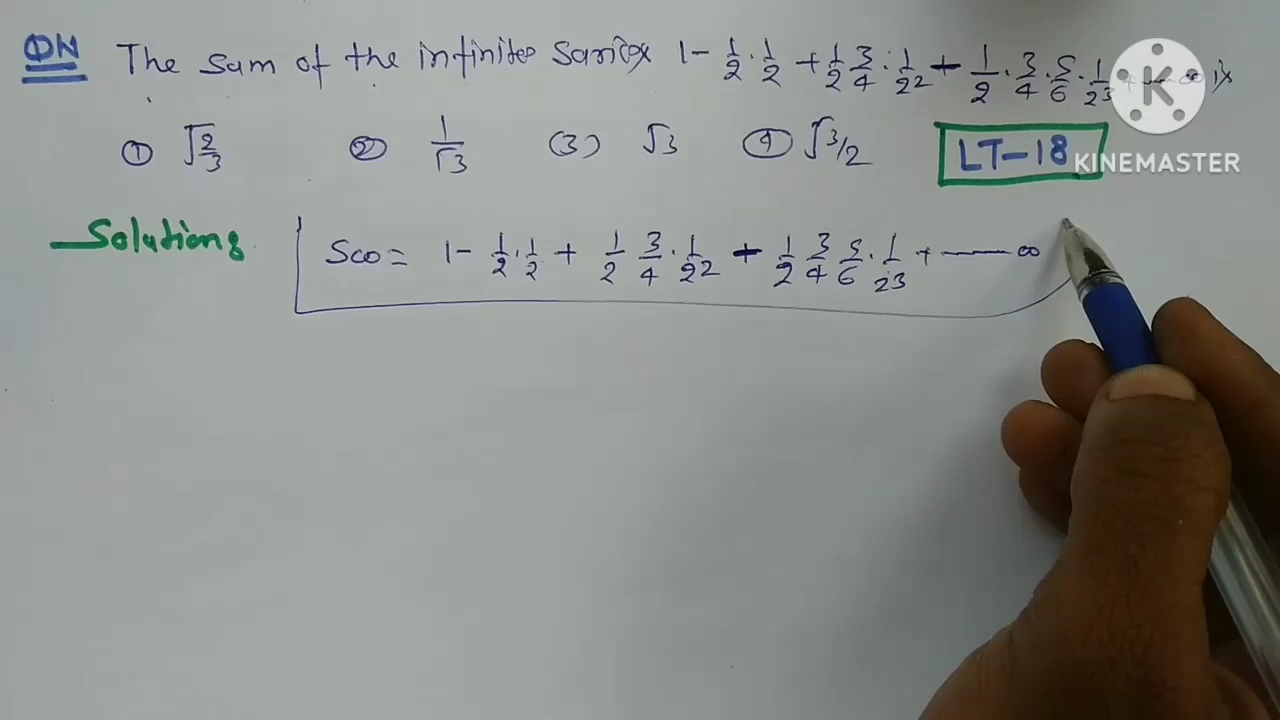 QN The Sum of the infinite Series 1 - 1/2 · 1/2 + 1/2 3/4 · 1/2² - 1/2 · 3/4 · 5/6 · 1/2³ + — ∞ is
① √2/3 ② 1/√3 (3) √3 ④ √3/2 LT-18
KINEMASTER
Solution: S∞ = 1 - 1/2 · 1/2 + 1/2 3/4 · 1/2² - 1/2 3/4 5/6 · 1/2³ + —— ∞